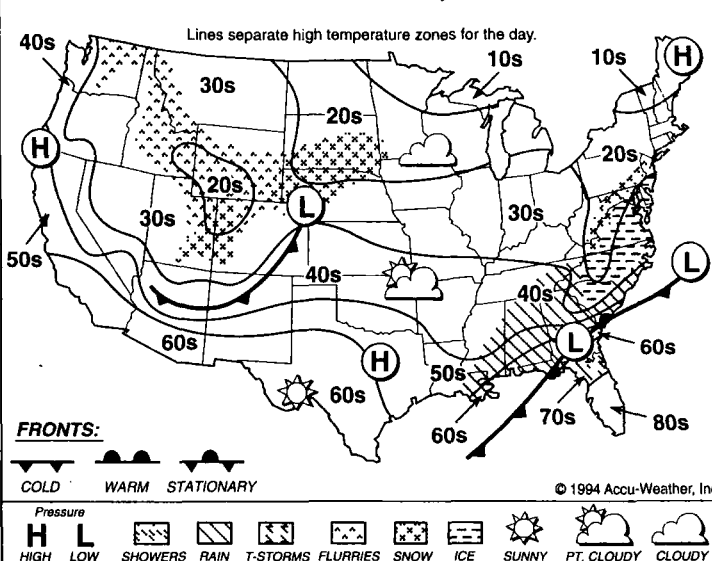 Lines separate high temperature zones for the day.
40s
10s
10s
H
30s
20s
H
20s
20s
30s
L
30s
50s
40s
L
40s
60s
L
60s
H
50s
60s
60s
70s
80s
FRONTS:
COLD WARM STATIONARY
© 1994 Accu-Weather, Inc
Pressure
H L
HIGH LOW SHOWERS RAIN T-STORMS FLURRIES SNOW ICE SUNNY PT. CLOUDY CLOUDY